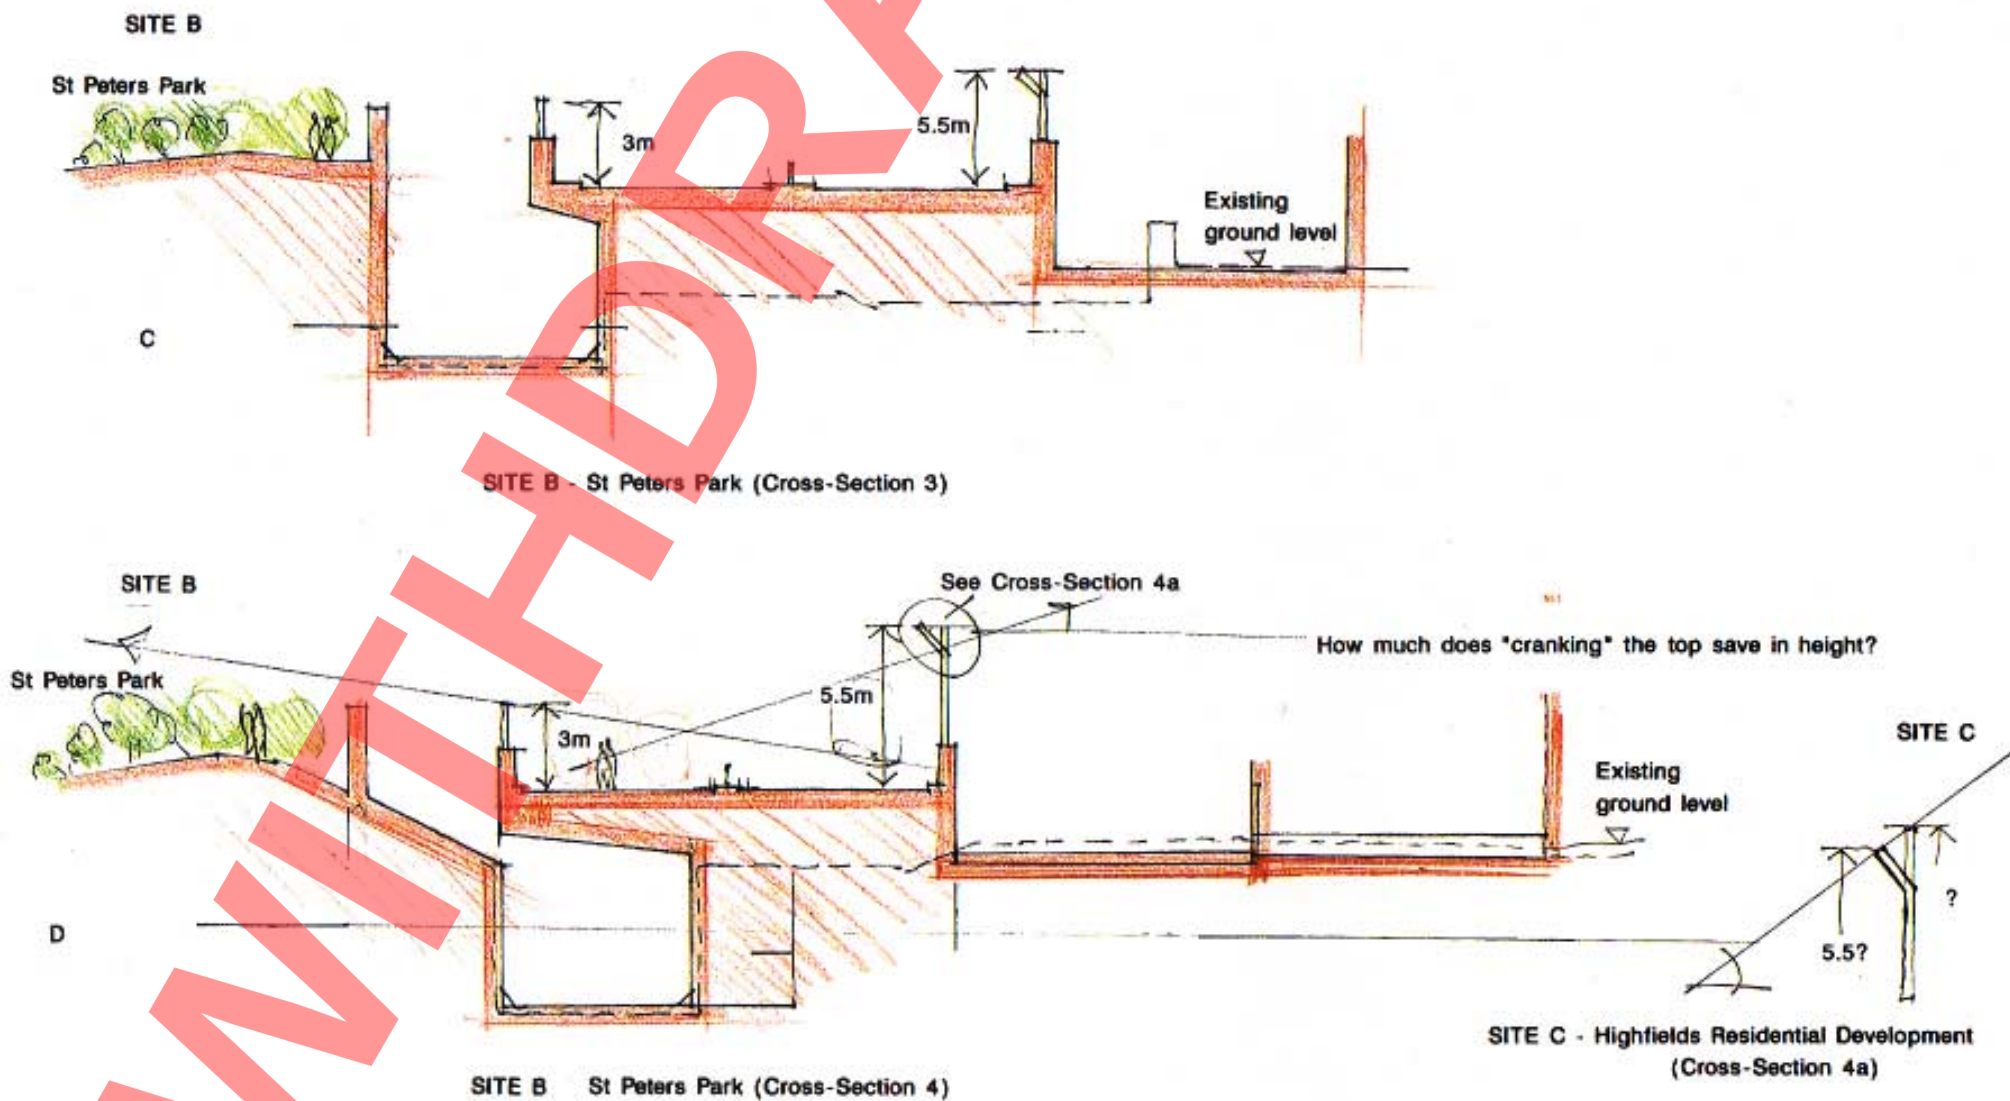 SITE B
St Peters Park
3m
5.5m
Existing
ground level
C
SITE B - St Peters Park (Cross-Section 3)
SITE B
See Cross-Section 4a
How much does "cranking" the top save in height?
St Peters Park
3m
5.5m
SITE C
Existing
ground level
D
?
5.5?
SITE C - Highfields Residential Development
(Cross-Section 4a)
SITE B St Peters Park (Cross-Section 4)
WITHDRA